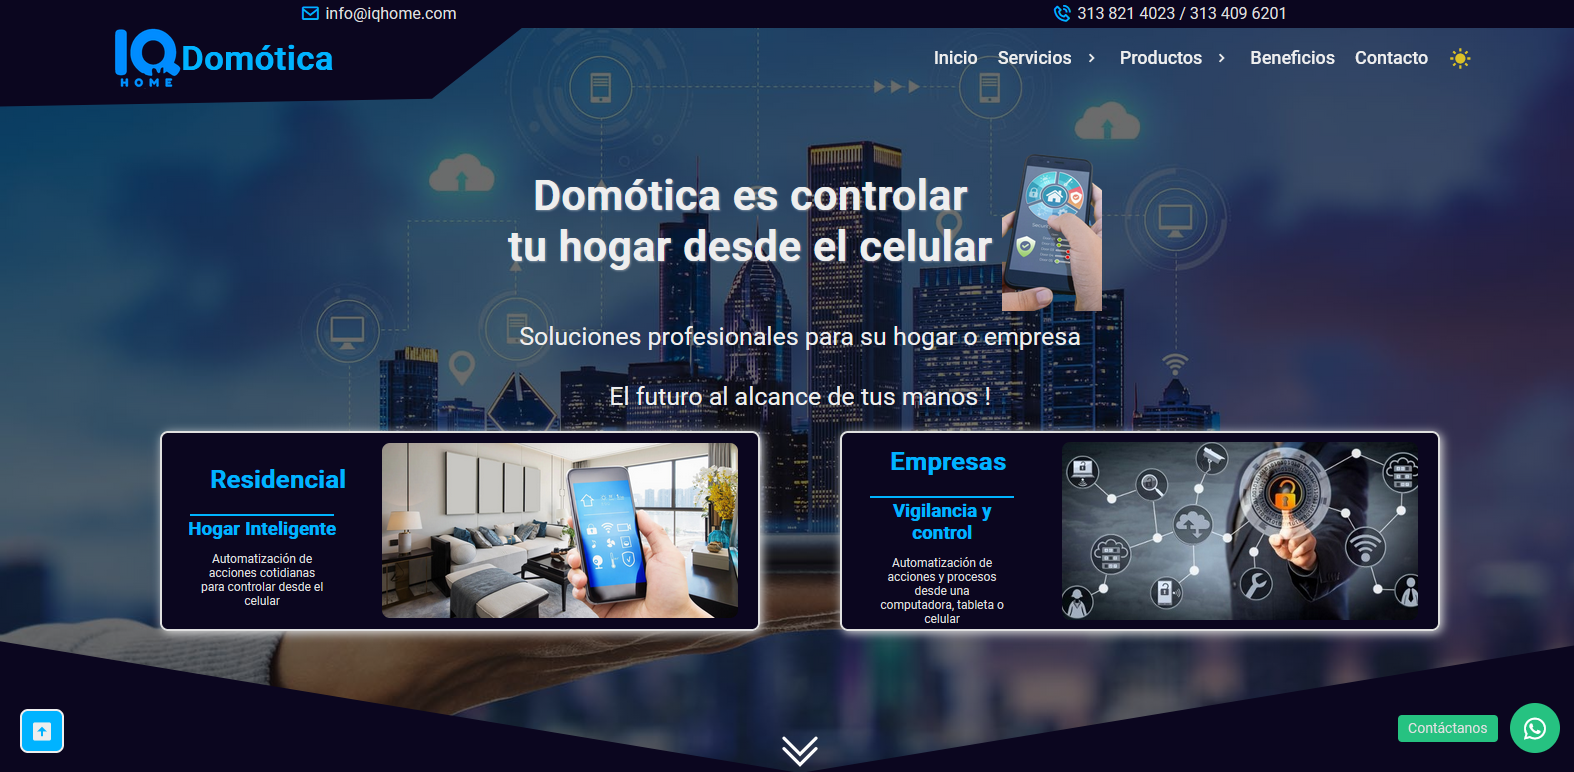 info@iqhome.com
313 821 4023 / 313 409 6201
IQ
HOME
Domótica
Inicio
Servicios
Productos
Beneficios
Contacto
Domótica es controlar
tu hogar desde el celular
Soluciones profesionales para su hogar o empresa
El futuro al alcance de tus manos !
Residencial
Hogar Inteligente
Automatización de
acciones cotidianas
para controlar desde el
celular
Empresas
Vigilancia y
control
Automatización de
acciones y procesos
desde una
computadora, tableta o
celular
Contáctanos